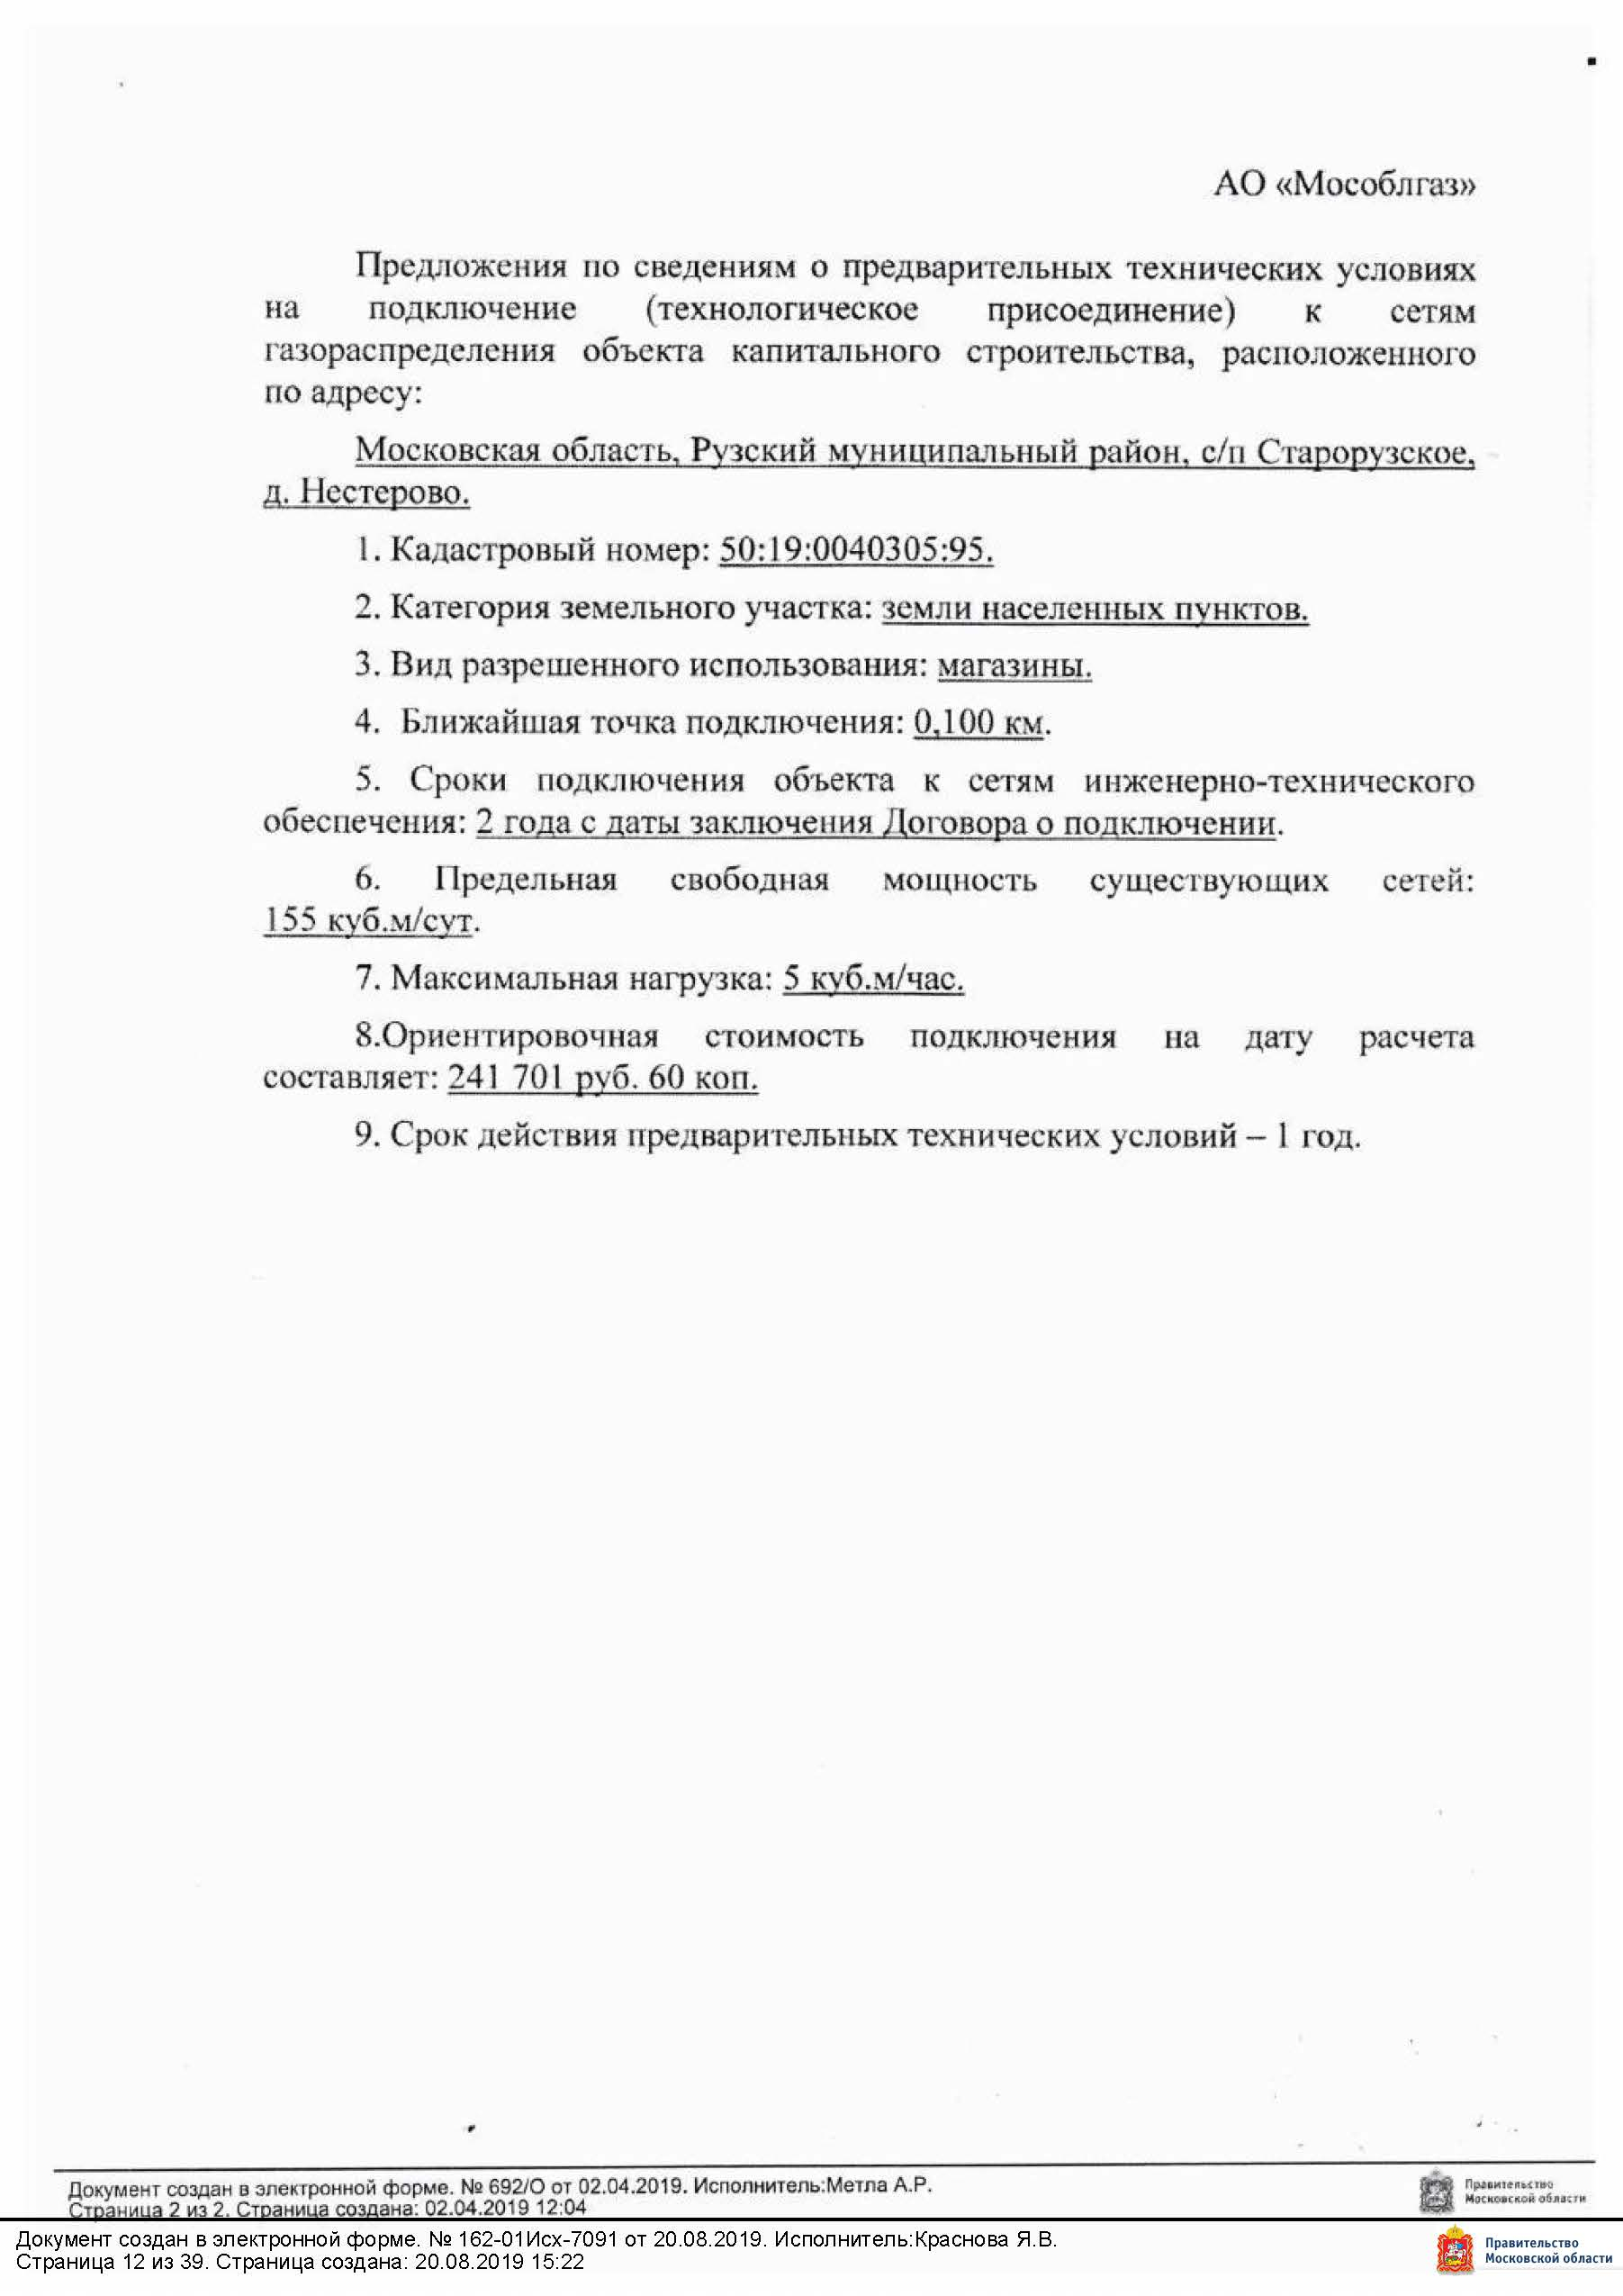 АО «Мособлгаз»
Предложения по сведениям о предварительных технических условиях
на подключение (технологическое присоединение) к сетям
газораспределения объекта капитального строительства, расположенного
по адресу:
Московская область, Рузский муниципальный район, с/п Старорузское,
д. Нестерово.
1. Кадастровый номер: 50:19:0040305:95.
2. Категория земельного участка: земли населенных пунктов.
3. Вид разрешенного использования: магазины.
4. Ближайшая точка подключения: 0,100 км.
5. Сроки подключения объекта к сетям инженерно-технического
обеспечения: 2 года с даты заключения Договора о подключении.
6. Предельная свободная мощность существующих сетей:
155 куб.м/сут.
7. Максимальная нагрузка: 5 куб.м/час.
8.Ориентировочная стоимость подключения на дату расчета
составляет: 241 701 руб. 60 коп.
9. Срок действия предварительных технических условий – 1 год.
Документ создан в электронной форме. № 692/О от 02.04.2019. Исполнитель:Метла А.Р.
Страница 2 из 2. Страница создана: 02.04.2019 12:04
Правительство
Московской области
Документ создан в электронной форме. № 162-01Исх-7091 от 20.08.2019. Исполнитель:Краснова Я.В.
Страница 12 из 39. Страница создана: 20.08.2019 15:22
Правительство
Московской области